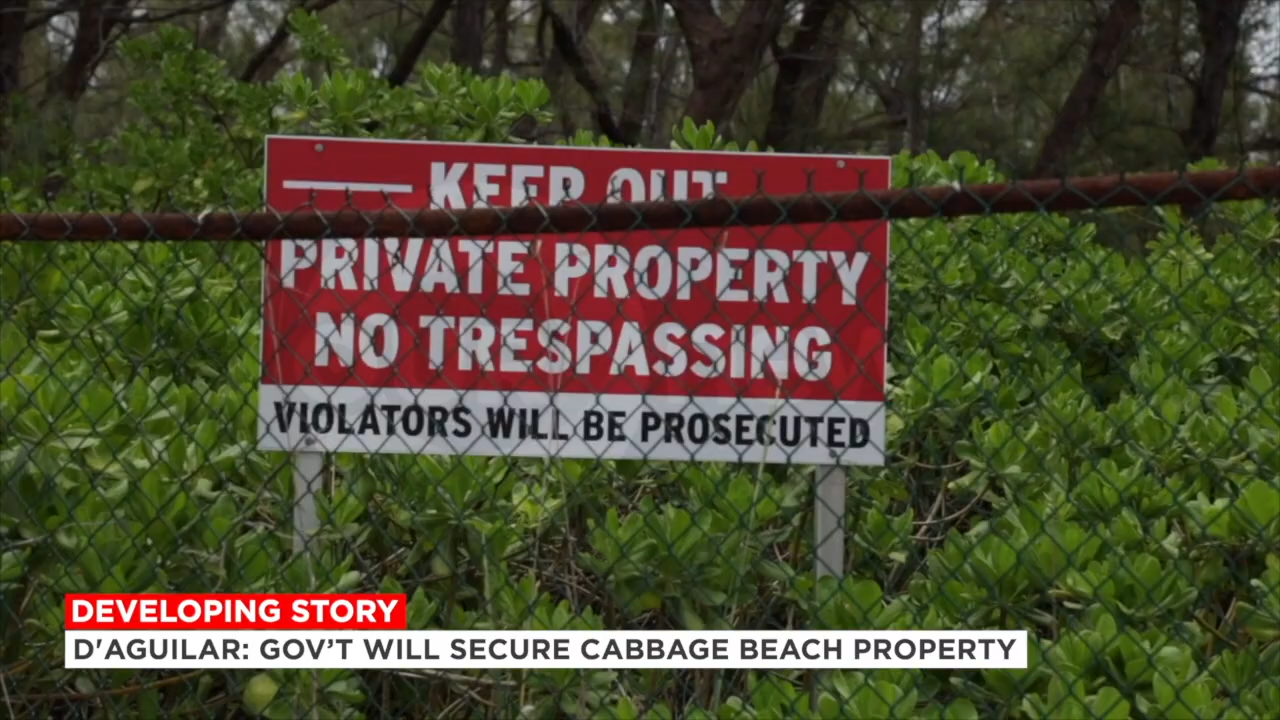 KEEP OUT
PRIVATE PROPERTY
NO TRESPASSING
VIOLATORS WILL BE PROSECUTED
DEVELOPING STORY
D'AGUILAR: GOV'T WILL SECURE CABBAGE BEACH PROPERTY